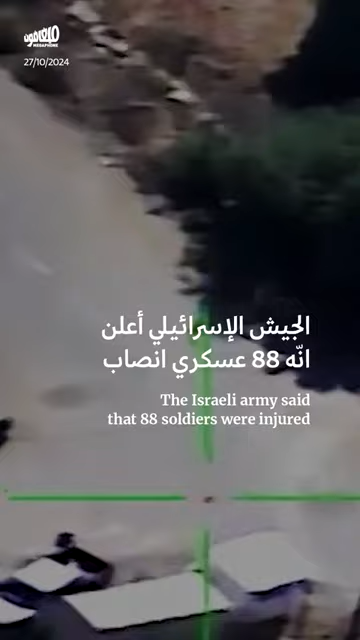 ميغافون
MEGAPHONE
27/10/2024
الجيش الإسرائيلي أعلن
انّه 88 عسكري انصاب
The Israeli army said
that 88 soldiers were injured